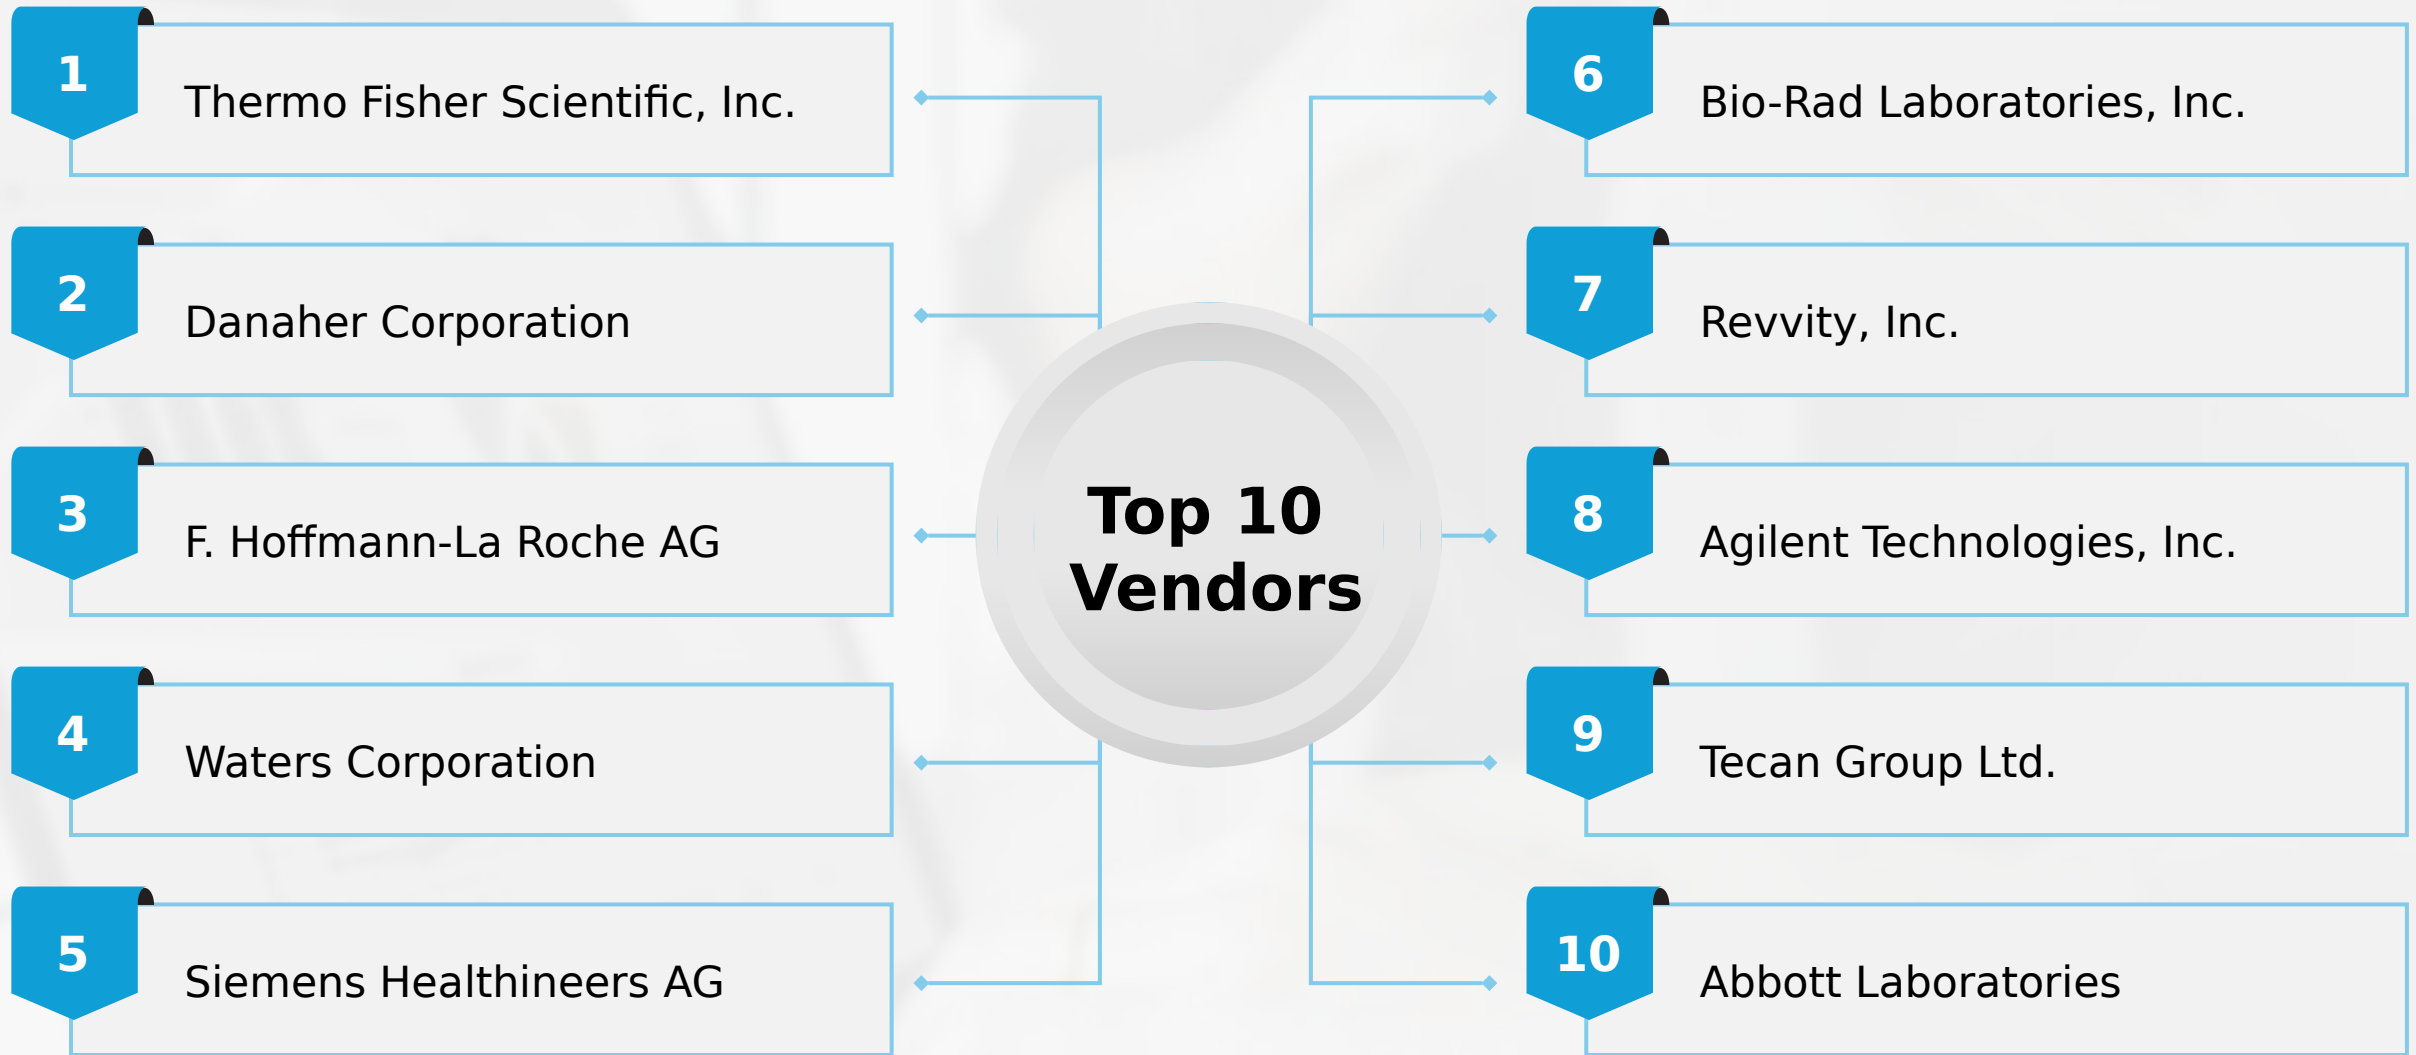 1
Thermo Fisher Scientific, Inc.
2
Danaher Corporation
3
F. Hoffmann-La Roche AG
4
Waters Corporation
5
Siemens Healthineers AG
Top 10
Vendors
6
Bio-Rad Laboratories, Inc.
7
Revvity, Inc.
8
Agilent Technologies, Inc.
9
Tecan Group Ltd.
10
Abbott Laboratories